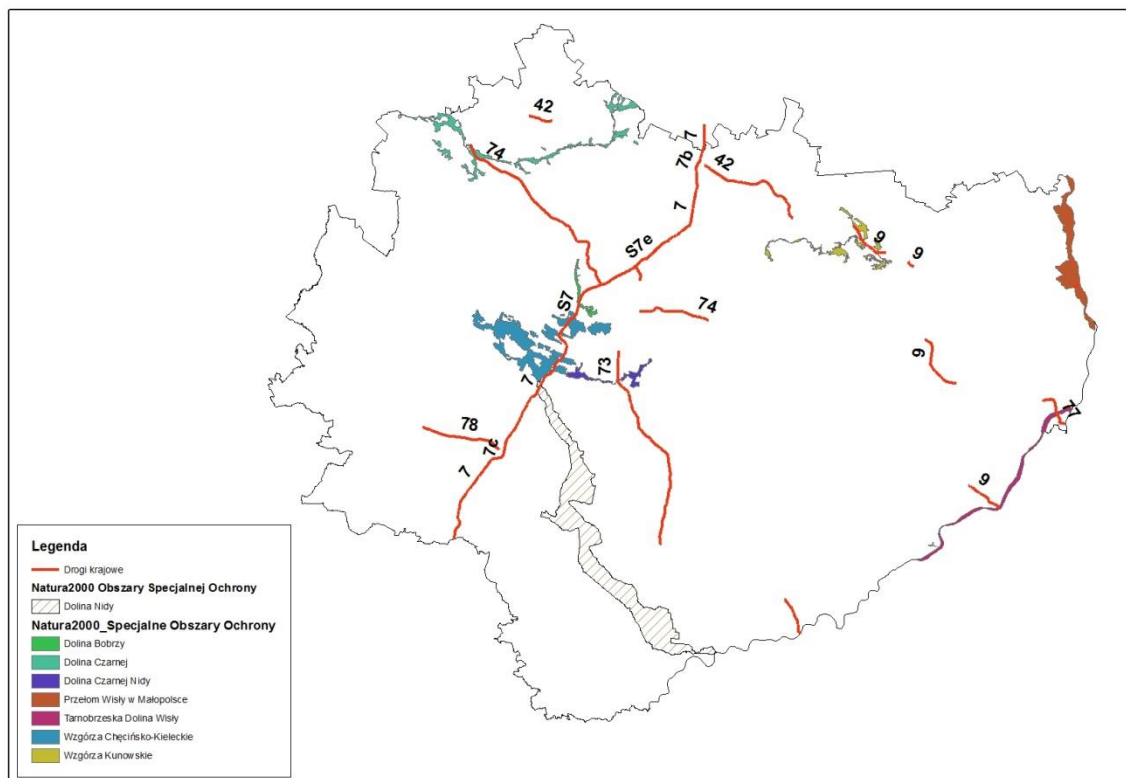 42
74
7
7b
42
7
S7e
9
9
S7
74
9
73
7
77
78
7c
7
9
Legenda
Drogi krajowe
Natura2000 Obszary Specjalnej Ochrony
Dolina Nidy
Natura2000_Specjalne Obszary Ochrony
Dolina Bobrzy
Dolina Czarnej
Dolina Czarnej Nidy
Przełom Wisły w Małopolsce
Tarnobrzeska Dolina Wisły
Wzgórza Chęcińsko-Kieleckie
Wzgórza Kunowskie